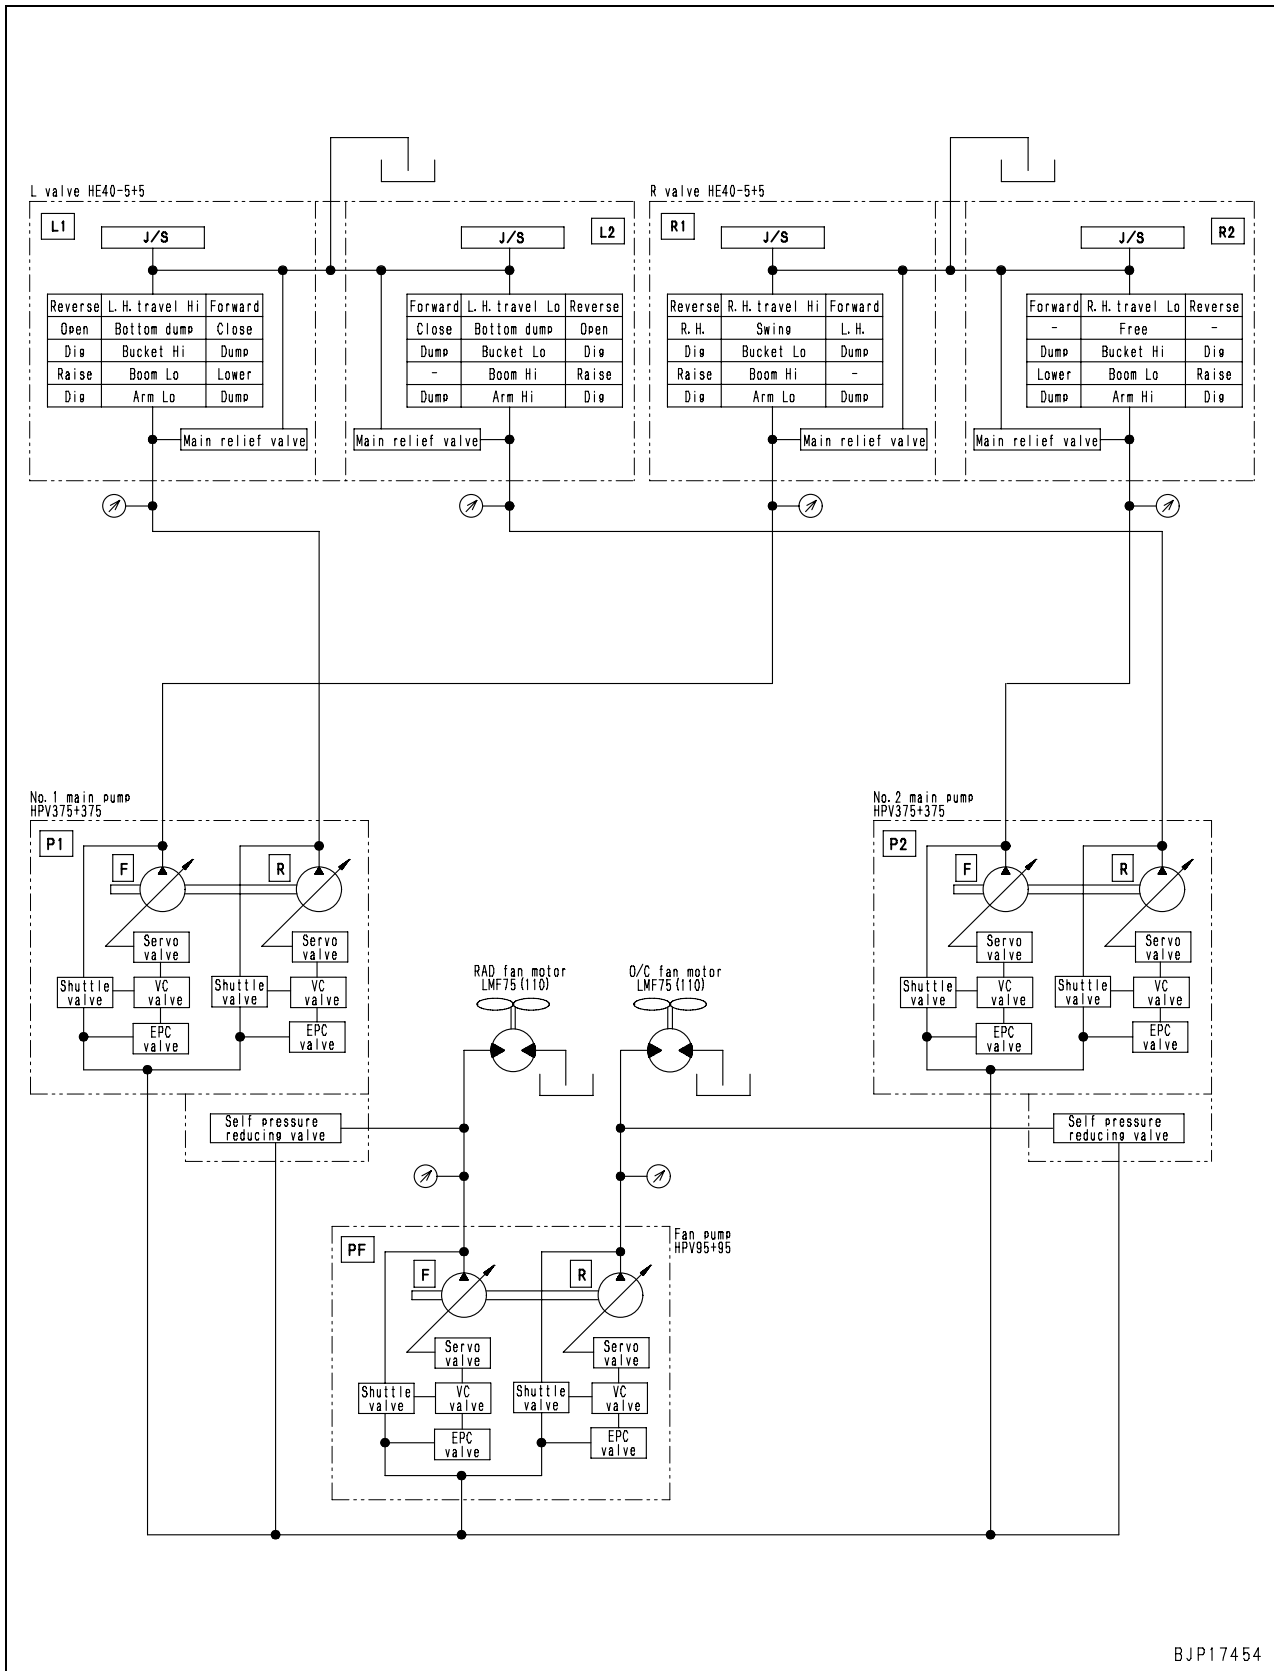 L valve HE40-5+5
R valve HE40-5+5
L1
J/S
J/S
L2
R1
J/S
J/S
R2
Reverse L.H. travel Hi Forward
Open Bottom dump Close
Dig Bucket Hi Dump
Raise Boom Lo Lower
Dig Arm Lo Dump
Forward L.H. travel Lo Reverse
Close Bottom dump Open
Dump Bucket Lo Dig
- Boom Hi Raise
Dump Arm Hi Dig
Reverse R.H. travel Hi Forward
R.H. Swing L.H.
Dig Bucket Lo Dump
Raise Boom Hi -
Dig Arm Lo Dump
Forward R.H. travel Lo Reverse
- Free -
Dump Bucket Hi Dig
Lower Boom Lo Raise
Dump Arm Hi Dig
Main relief valve
Main relief valve
Main relief valve
Main relief valve
No.1 main pump
HPV375+375
P1
F
R
Servo
valve
Servo
valve
Shuttle
valve
VC
valve
Shuttle
valve
VC
valve
EPC
valve
EPC
valve
Self pressure
reducing valve
RAD fan motor
LMF75(110)
O/C fan motor
LMF75(110)
No.2 main pump
HPV375+375
P2
F
R
Servo
valve
Servo
valve
Shuttle
valve
VC
valve
Shuttle
valve
VC
valve
EPC
valve
EPC
valve
Self pressure
reducing valve
Fan pump
HPV95+95
PF
F
R
Servo
valve
Servo
valve
Shuttle
valve
VC
valve
Shuttle
valve
VC
valve
EPC
valve
EPC
valve
BJP17454